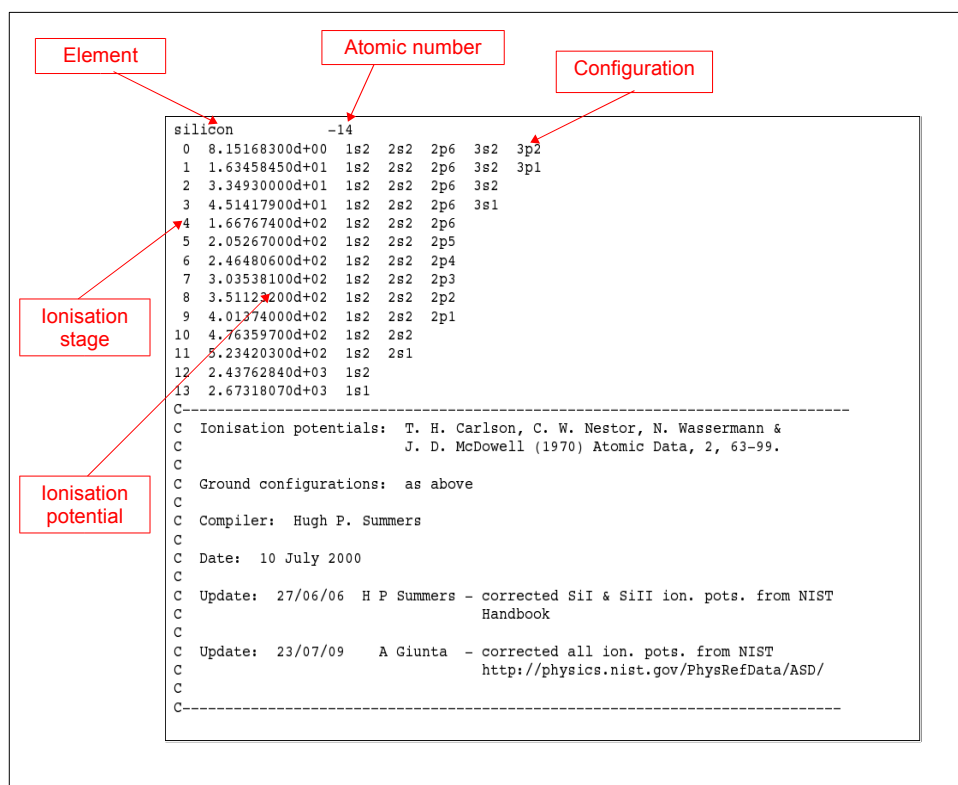 Element
Atomic number
Configuration
silicon -14
0 8.15168300d+00 1s2 2s2 2p6 3s2 3p2
1 1.63458450d+01 1s2 2s2 2p6 3s2 3p1
2 3.34930000d+01 1s2 2s2 2p6 3s2
3 4.51417900d+01 1s2 2s2 2p6 3s1
4 1.66767400d+02 1s2 2s2 2p6
5 2.05267000d+02 1s2 2s2 2p5
6 2.46480600d+02 1s2 2s2 2p4
7 3.03538100d+02 1s2 2s2 2p3
8 3.51123200d+02 1s2 2s2 2p2
9 4.01374000d+02 1s2 2s2 2p1
10 4.76359700d+02 1s2 2s2
11 5.23420300d+02 1s2 2s1
12 2.43762840d+03 1s2
13 2.67318070d+03 1s1
Ionisation
stage
Ionisation
potential
C------------------------------------------------------------------------------
C Ionisation potentials: T. H. Carlson, C. W. Nestor, N. Wassermann &
C J. D. McDowell (1970) Atomic Data, 2, 63-99.
C
C Ground configurations: as above
C
C Compiler: Hugh P. Summers
C
C Date: 10 July 2000
C
C Update: 27/06/06 H P Summers - corrected SiI & SiII ion. pots. from NIST
C Handbook
C
C Update: 23/07/09 A Giunta - corrected all ion. pots. from NIST
C http://physics.nist.gov/PhysRefData/ASD/
C
C-----------------------------------------------------------------------------